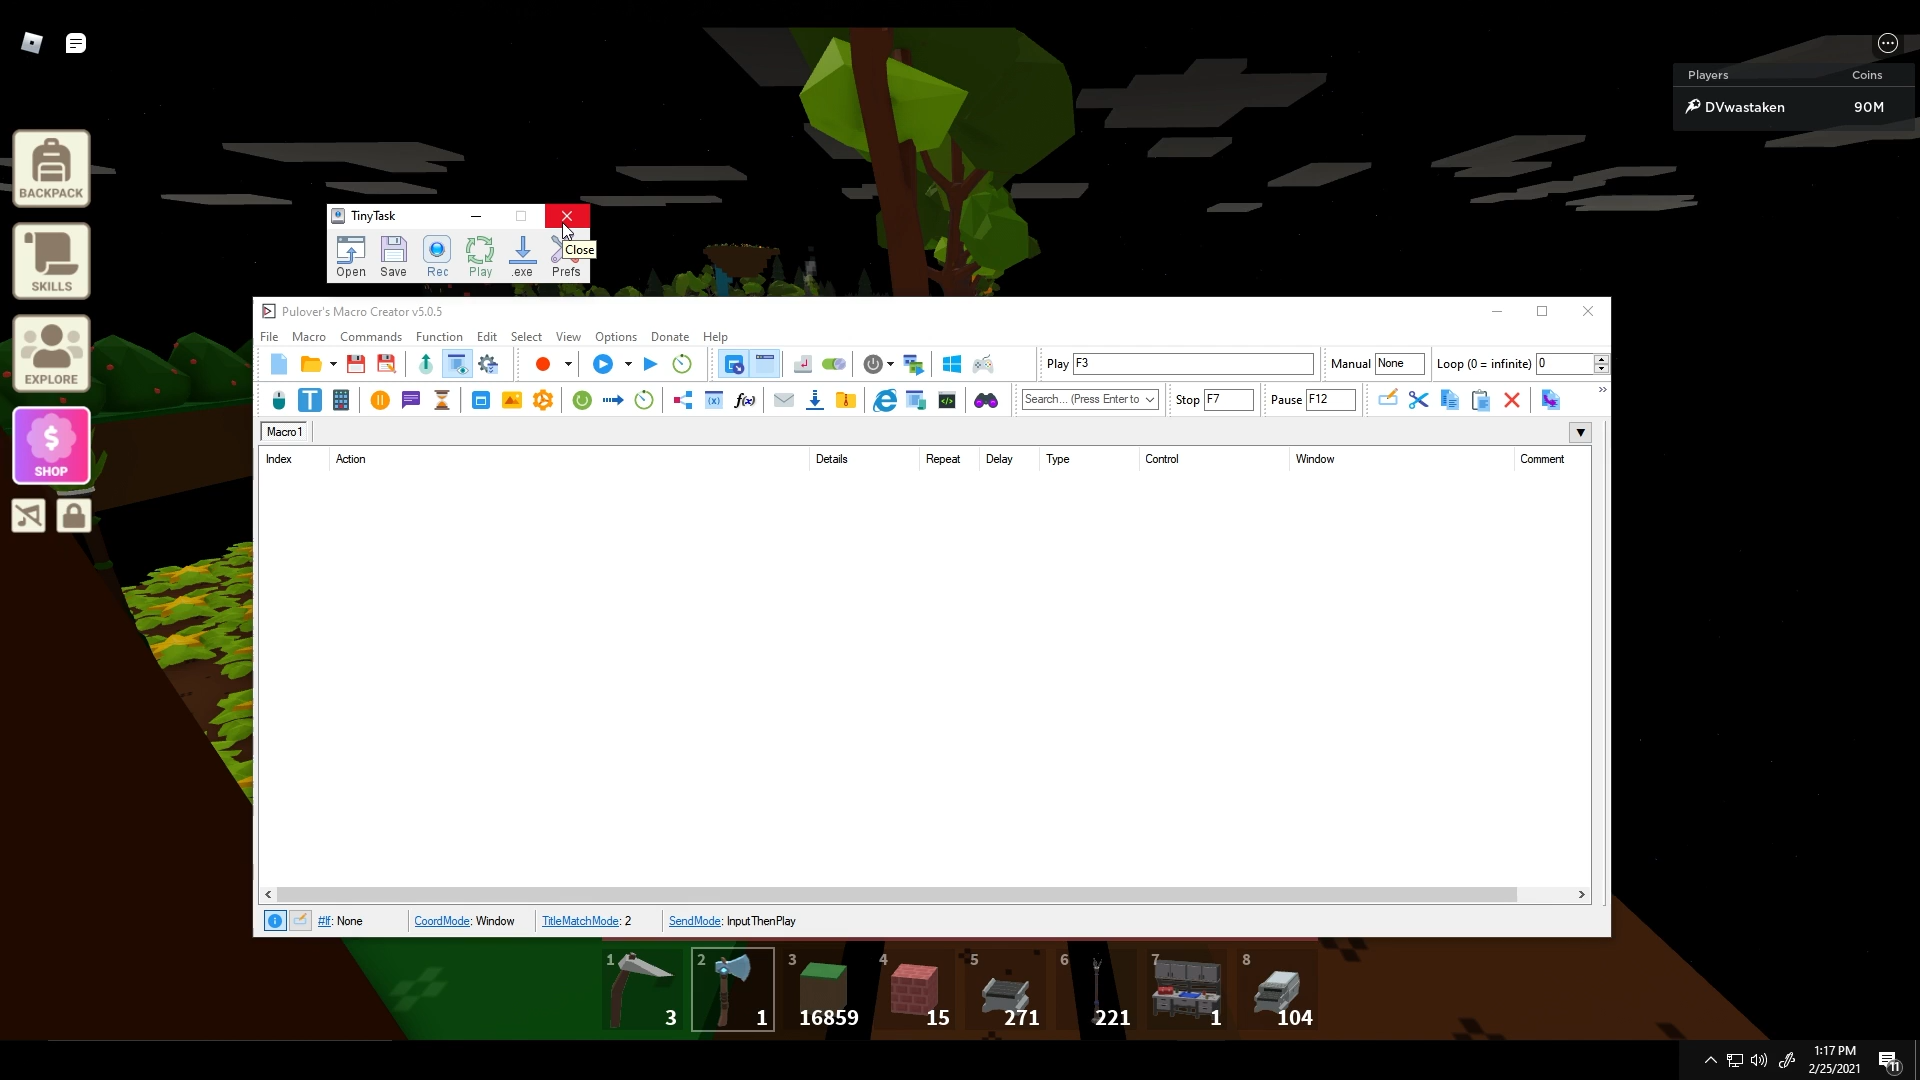 Players Coins
DVwastaken 90M
BACKPACK
SKILLS
EXPLORE
$
SHOP
TinyTask
Open Save Rec Play .exe Prefs
Close
Pulover's Macro Creator v5.0.5
File Macro Commands Function Edit Select View Options Donate Help
Play F3 Manual None Loop (0 = infinite) 0
Search... (Press Enter to Stop F7 Pause F12
Macro1
Index Action Details Repeat Delay Type Control Window Comment
#If: None CoordMode: Window TitleMatchMode: 2 SendMode: InputThenPlay
1 2 3 4 5 6 7 8
3 1 16859 15 271 221 1 104
1:17 PM
2/25/2021
11